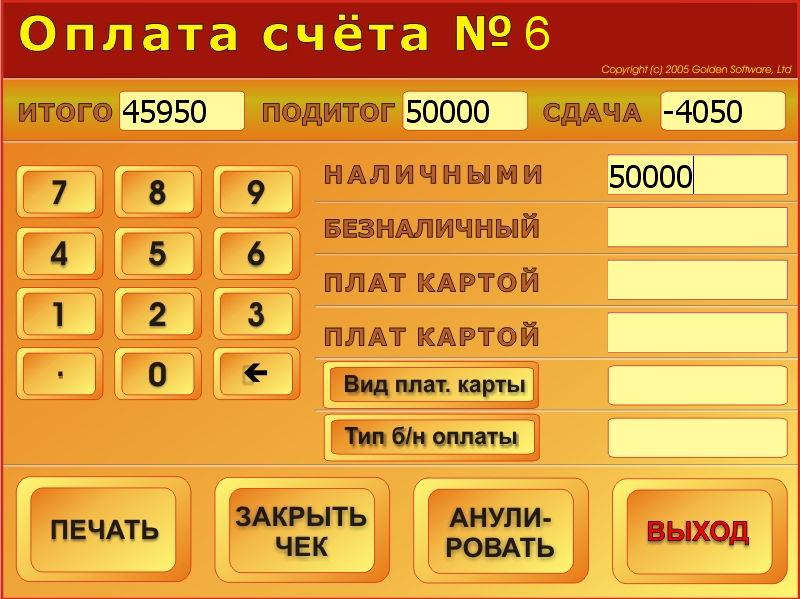 Оплата счёта № 6
Copyright (c) 2005 Golden Software, Ltd
ИТОГО 45950 ПОДИТОГ 50000 СДАЧА -4050
7 8 9
4 5 6
1 2 3
. 0 ←
НАЛИЧНЫМИ 50000
БЕЗНАЛИЧНЫЙ
ПЛАТ КАРТОЙ
ПЛАТ КАРТОЙ
Вид плат. карты
Тип б/н оплаты
ПЕЧАТЬ
ЗАКРЫТЬ
ЧЕК
АНУЛИ-
РОВАТЬ
ВЫХОД